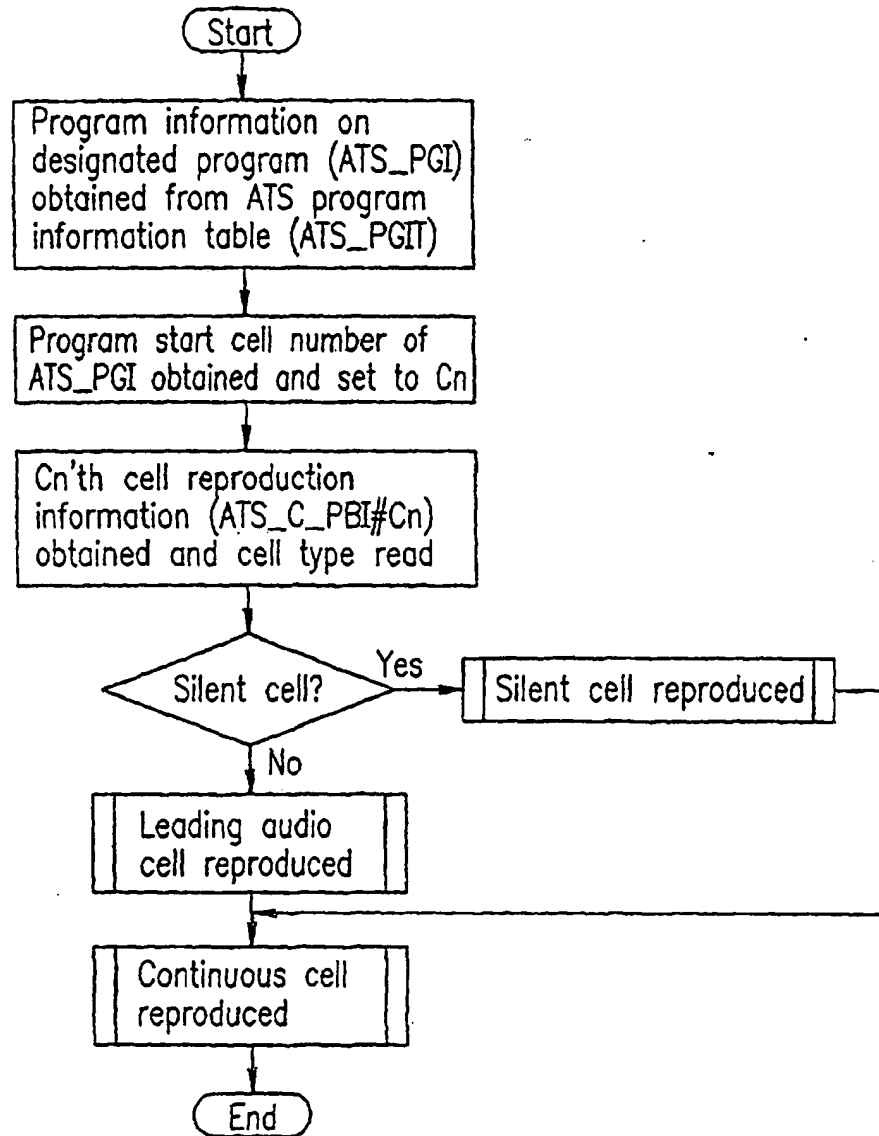 Start
Program information on
designated program (ATS_PGI)
obtained from ATS program
information table (ATS_PGIT)
Program start cell number of
ATS_PGI obtained and set to Cn
Cn'th cell reproduction
information (ATS_C_PBI#Cn)
obtained and cell type read
Silent cell?
Yes
Silent cell reproduced
No
Leading audio
cell reproduced
Continuous cell
reproduced
End